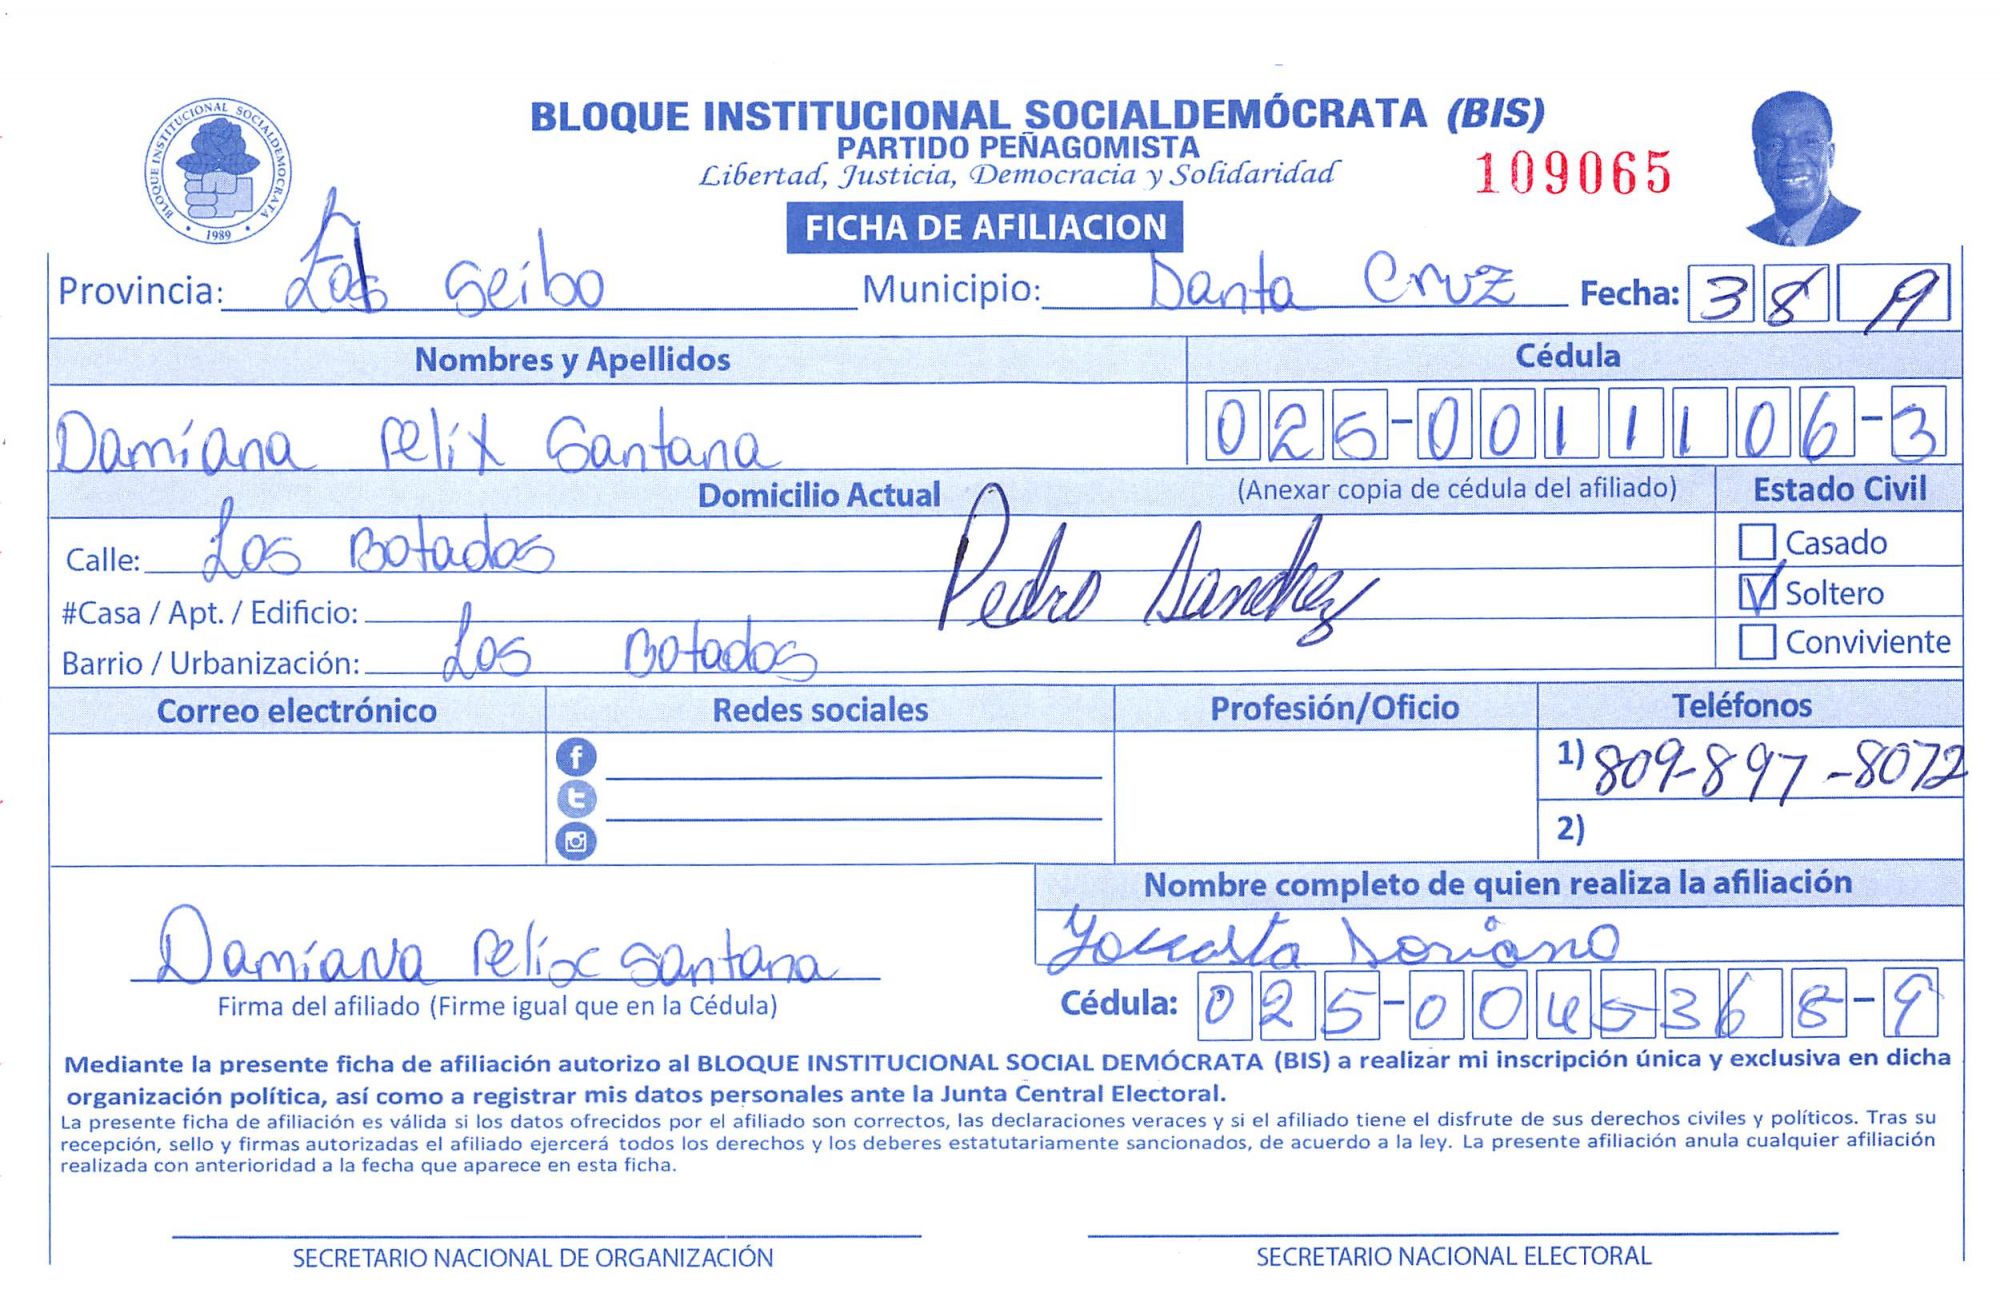 BLOQUE INSTITUCIONAL SOCIALDEMOCRATA
1989
BLOQUE INSTITUCIONAL SOCIALDEMÓCRATA (BIS)
PARTIDO PEÑAGOMISTA
Libertad, Justicia, Democracia y Solidaridad
109065
FICHA DE AFILIACION
Provincia: Seibo Municipio: Santa Cruz Fecha: 3 8 9
Nombres y Apellidos Cédula
Damiana Felix Santana 025-0011106-3
Domicilio Actual (Anexar copia de cédula del afiliado) Estado Civil
Calle: Los Botados Pedro Sanchez Casado
#Casa / Apt. / Edificio: Soltero
Barrio / Urbanización: Los Botados Conviviente
Correo electrónico Redes sociales Profesión/Oficio Teléfonos
1) 809-897-8072
2)
Nombre completo de quien realiza la afiliación
Damiana Felix Santana Yocasta Soriano
Firma del afiliado (Firme igual que en la Cédula) Cédula: 025-0045368-9
Mediante la presente ficha de afiliación autorizo al BLOQUE INSTITUCIONAL SOCIAL DEMÓCRATA (BIS) a realizar mi inscripción única y exclusiva en dicha
organización política, así como a registrar mis datos personales ante la Junta Central Electoral.
La presente ficha de afiliación es válida si los datos ofrecidos por el afiliado son correctos, las declaraciones veraces y si el afiliado tiene el disfrute de sus derechos civiles y políticos. Tras su
recepción, sello y firmas autorizadas el afiliado ejercerá todos los derechos y los deberes estatutariamente sancionados, de acuerdo a la ley. La presente afiliación anula cualquier afiliación
realizada con anterioridad a la fecha que aparece en esta ficha.
SECRETARIO NACIONAL DE ORGANIZACIÓN SECRETARIO NACIONAL ELECTORAL